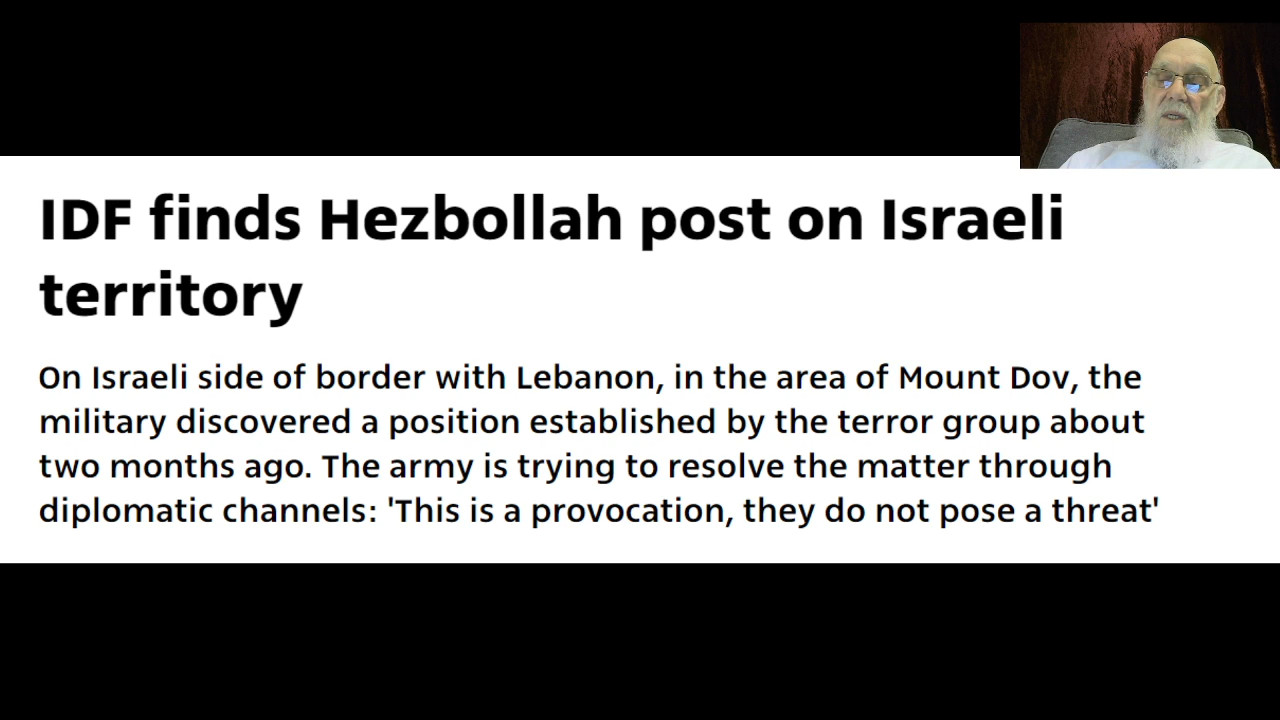 IDF finds Hezbollah post on Israeli
territory
On Israeli side of border with Lebanon, in the area of Mount Dov, the
military discovered a position established by the terror group about
two months ago. The army is trying to resolve the matter through
diplomatic channels: 'This is a provocation, they do not pose a threat'